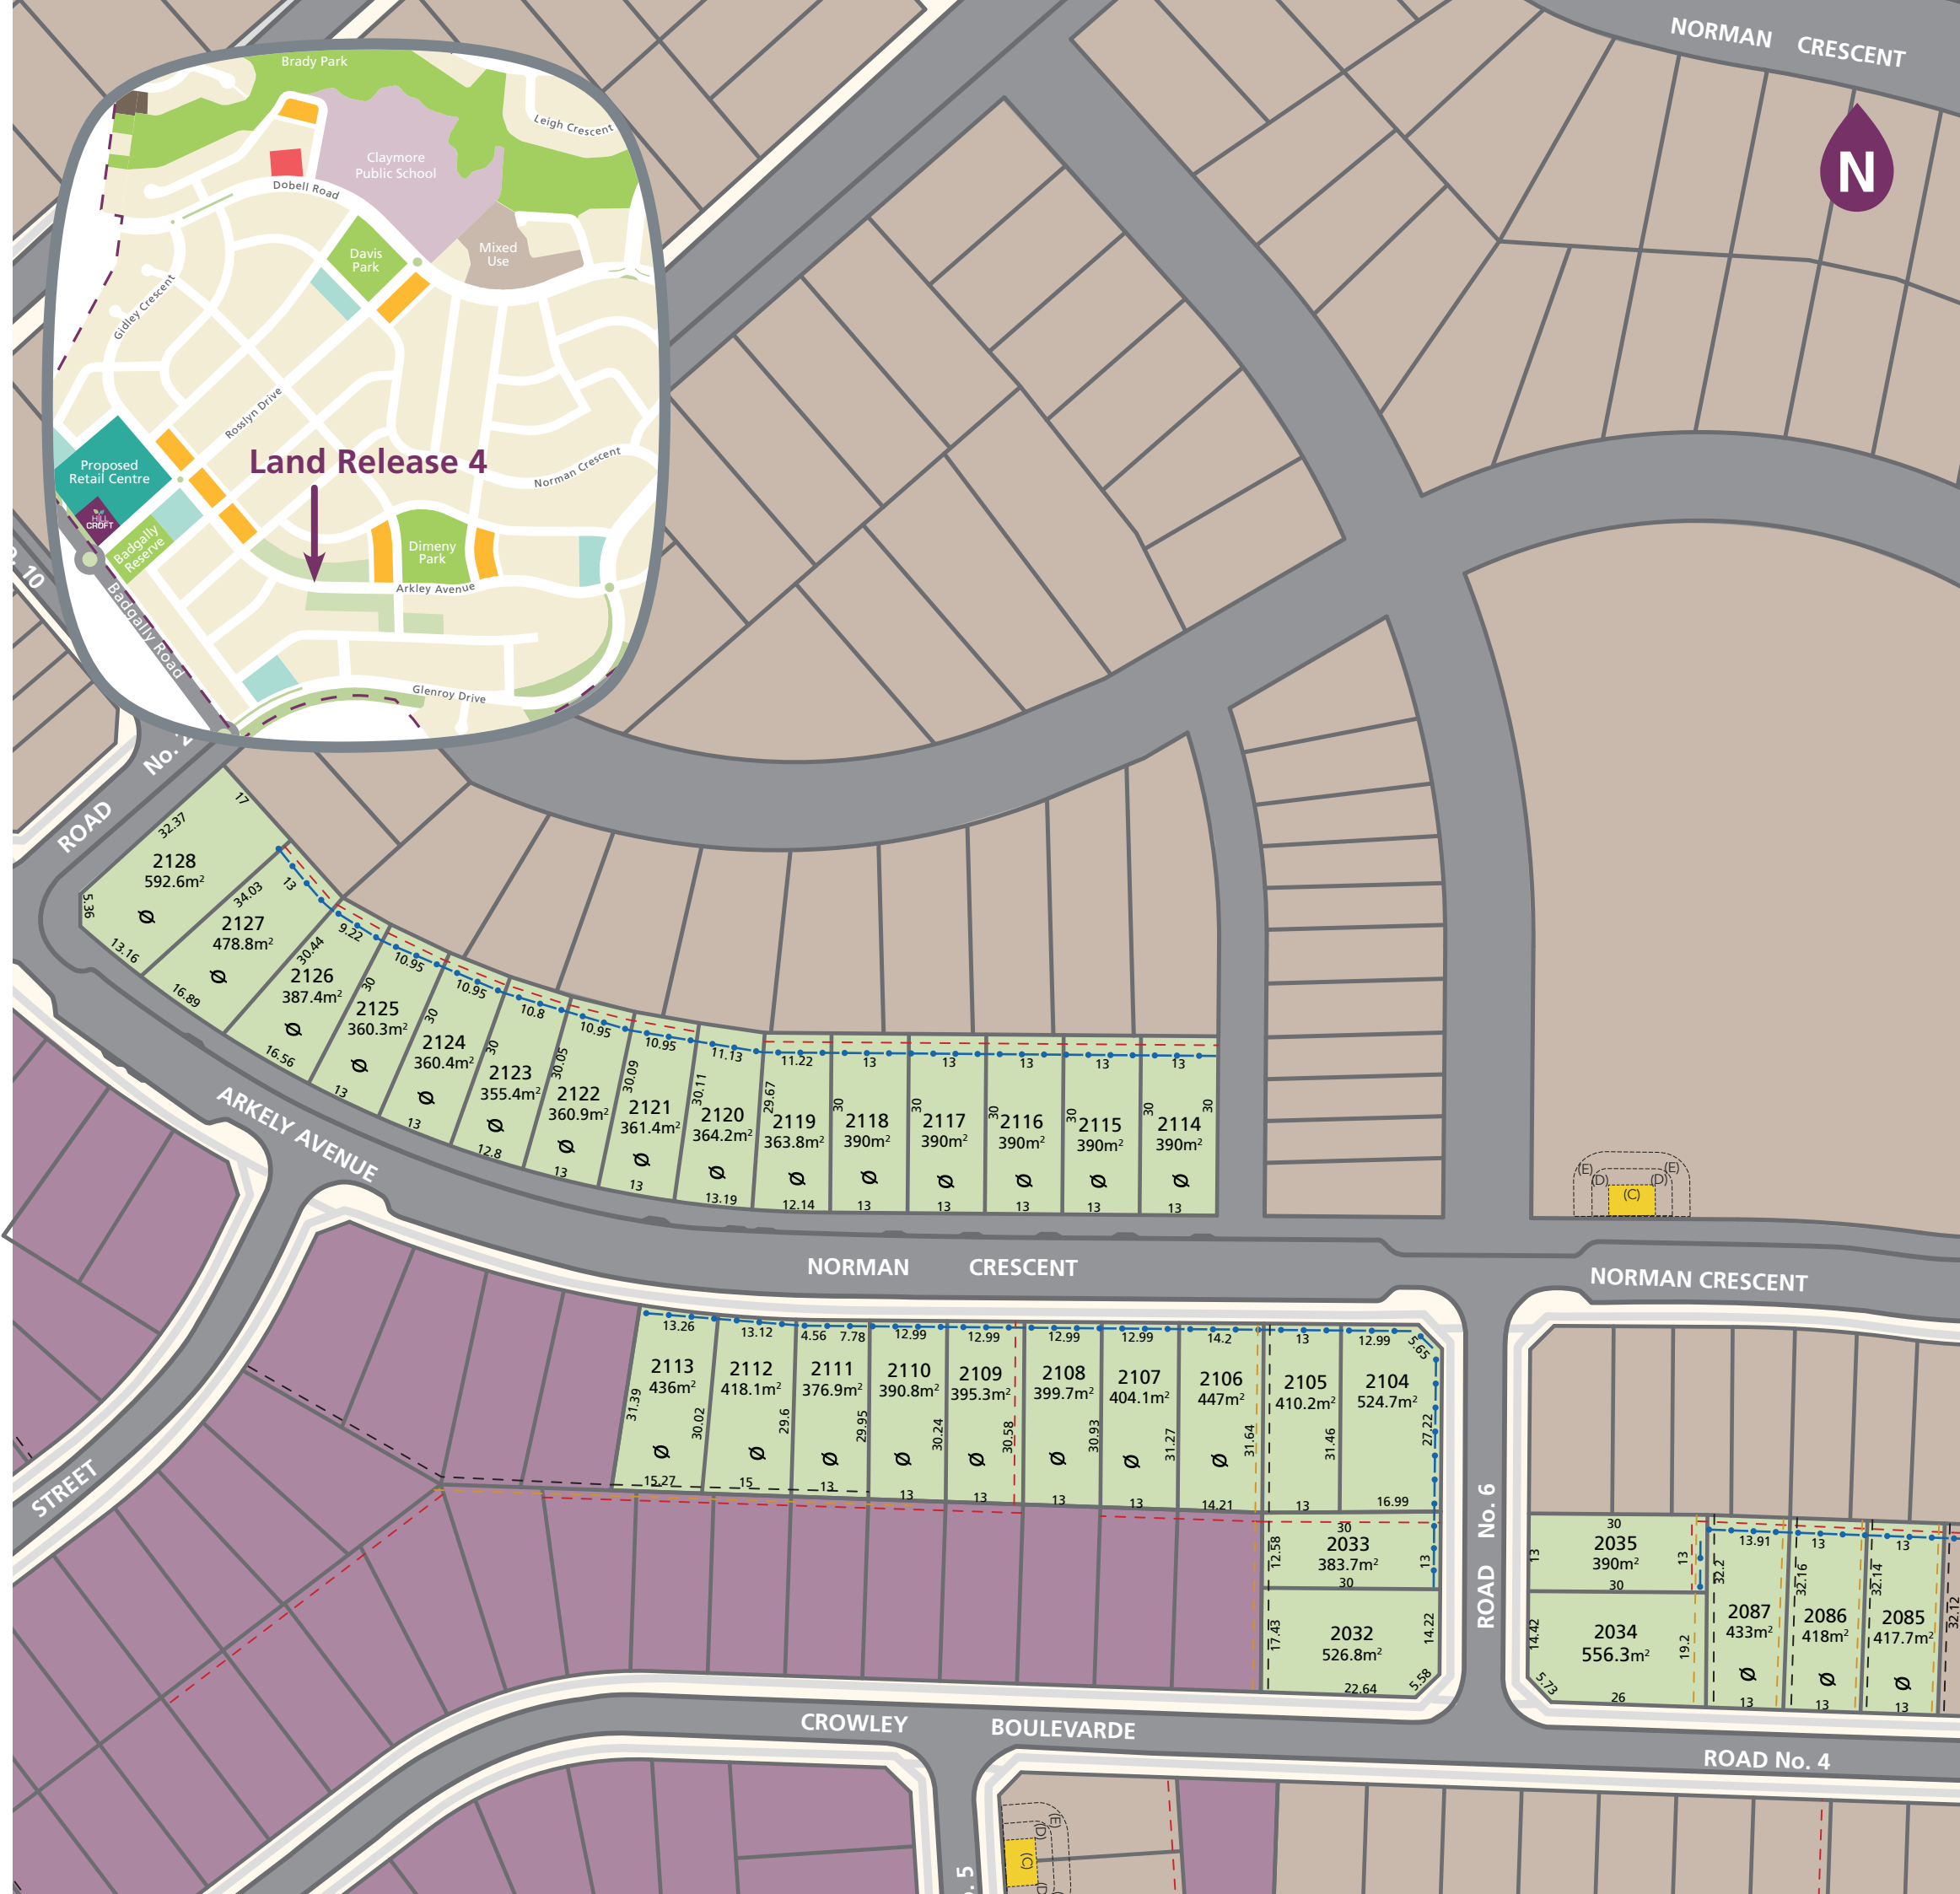 NORMAN CRESCENT
N
Brady Park
Leigh Crescent
Claymore
Public School
Dobell Road
Mixed
Use
Davis
Park
Gidley Crescent
Rosslyn Drive
Land Release 4
Proposed
Retail Centre
Norman Crescent
HILL
CROFT
Badgally
Reserve
Dimeny
Park
Arkley Avenue
Badgally Road
Glenroy Drive
. 10
ROAD No. 2
17
32.37
2128
592.6m²
5.36
13.16
34.03
13
2127
478.8m²
16.89
30.44
9.22
2126
387.4m²
16.56
30
10.95
2125
360.3m²
13
30
10.95
2124
360.4m²
13
30
10.8
2123
355.4m²
12.8
30.05
10.95
2122
360.9m²
13
30.09
10.95
2121
361.4m²
13
30.11
11.13
2120
364.2m²
13.19
29.67
11.22
2119
363.8m²
12.14
30
13
2118
390m²
13
30
13
2117
390m²
13
30
13
2116
390m²
13
30
13
2115
390m²
13
30
13
30
2114
390m²
13
(E) (E)
(D) (D)
(C)
ARKELY AVENUE
NORMAN CRESCENT
NORMAN CRESCENT
13.26
2113
436m²
31.39
30.02
15.27
13.12
2112
418.1m²
29.6
15
4.56 7.78
2111
376.9m²
29.95
13
12.99
2110
390.8m²
30.24
13
12.99
2109
395.3m²
30.58
13
12.99
2108
399.7m²
30.93
13
12.99
2107
404.1m²
31.27
13
14.2
2106
447m²
31.64
14.21
13
2105
410.2m²
31.46
13
12.99
5.65
2104
524.7m²
27.22
16.99
30
2033
383.7m²
12.58
13
30
2032
526.8m²
17.43
14.22
22.64
5.58
STREET
ROAD No. 6
30
2035
390m²
13
13
30
2034
556.3m²
14.42
19.2
5.73
26
13.91
32.2
2087
433m²
13
13
32.16
2086
418m²
13
13
32.14
2085
417.7m²
13
32.12
CROWLEY BOULEVARDE
ROAD No. 4
(E)
(D)
(C)
. 5